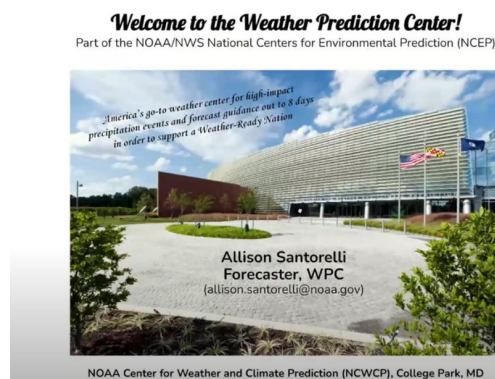 Welcome to the Weather Prediction Center!
Part of the NOAA/NWS National Centers for Environmental Prediction (NCEP)
America's go-to weather center for high-impact
precipitation events and forecast guidance out to 8 days
in order to support a Weather-Ready Nation
Allison Santorelli
Forecaster, WPC
(allison.santorelli@noaa.gov)
NOAA Center for Weather and Climate Prediction (NCWCP), College Park, MD